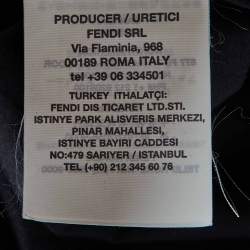 PRODUCER / URETICI
FENDI SRL
Via Flaminia, 968
00189 ROMA ITALY
tel +39 06 334501
TURKEY ITHALATÇI:
FENDI DIS TICARET LTD.STI.
ISTINYE PARK ALISVERIS MERKEZI,
PINAR MAHALLESI,
ISTINYE BAYIRI CADDESI
NO:479 SARIYER / ISTANBUL
TEL (+90) 212 345 60 76